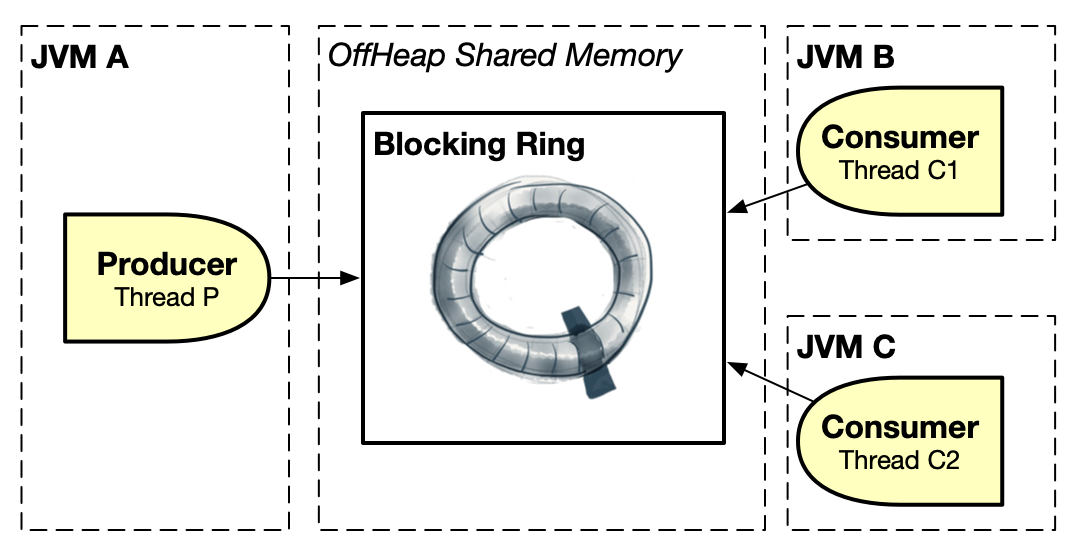 JVM A
Producer
Thread P
OffHeap Shared Memory
Blocking Ring
JVM B
Consumer
Thread C1
JVM C
Consumer
Thread C2